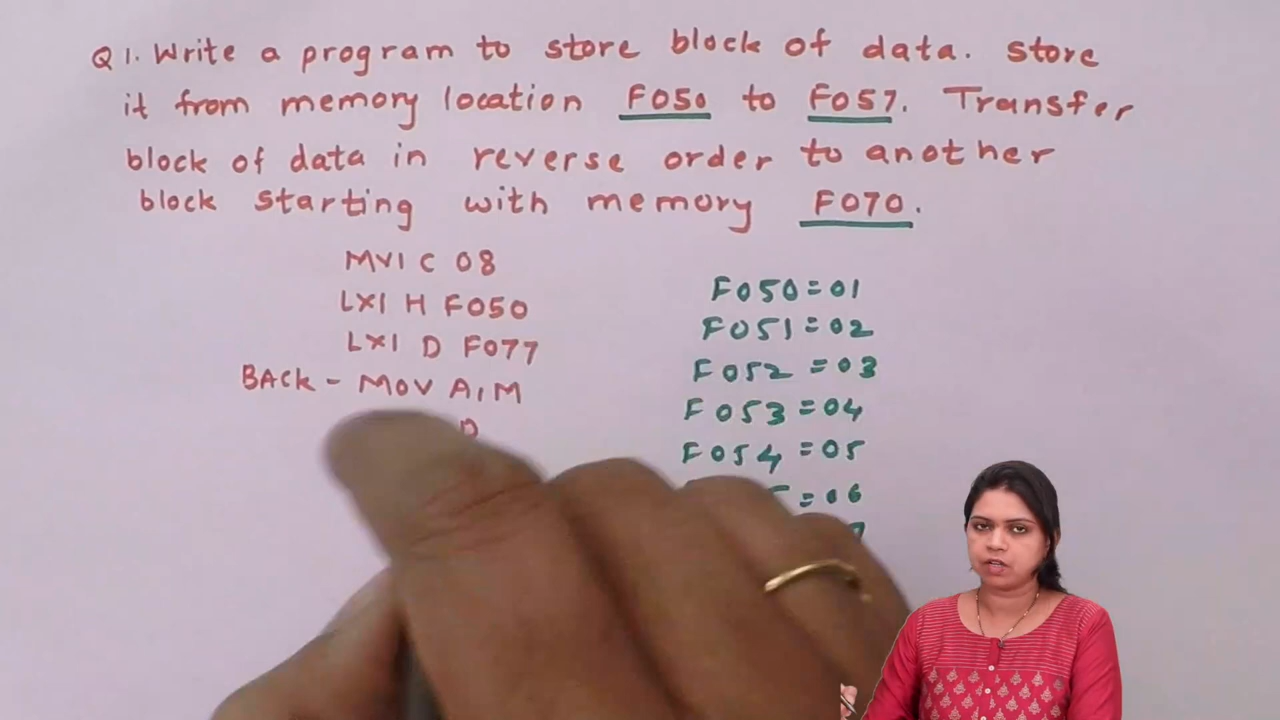 Q1. Write a program to store block of data. store
it from memory location F050 to F057. Transfer
block of data in reverse order to another
block starting with memory F070.
MVI C 08
LXI H F050
LXI D F077
BACK - MOV A, M
D
F050=01
F051=02
F052=03
F053=04
F054=05
=06